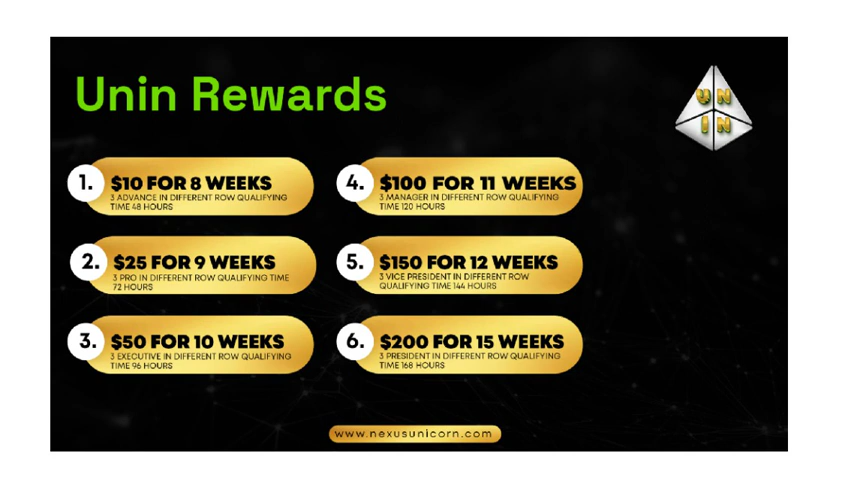 Unin Rewards
U N
I N
1.
$10 FOR 8 WEEKS
3 ADVANCE IN DIFFERENT ROW QUALIFYING
TIME 48 HOURS
2.
$25 FOR 9 WEEKS
3 PRO IN DIFFERENT ROW QUALIFYING TIME
72 HOURS
3.
$50 FOR 10 WEEKS
3 EXECUTIVE IN DIFFERENT ROW QUALIFYING
TIME 96 HOURS
4.
$100 FOR 11 WEEKS
3 MANAGER IN DIFFERENT ROW QUALIFYING
TIME 120 HOURS
5.
$150 FOR 12 WEEKS
3 VICE PRESIDENT IN DIFFERENT ROW
QUALIFYING TIME 144 HOURS
6.
$200 FOR 15 WEEKS
3 PRESIDENT IN DIFFERENT ROW QUALIFYING
TIME 168 HOURS
www.nexusunicorn.com